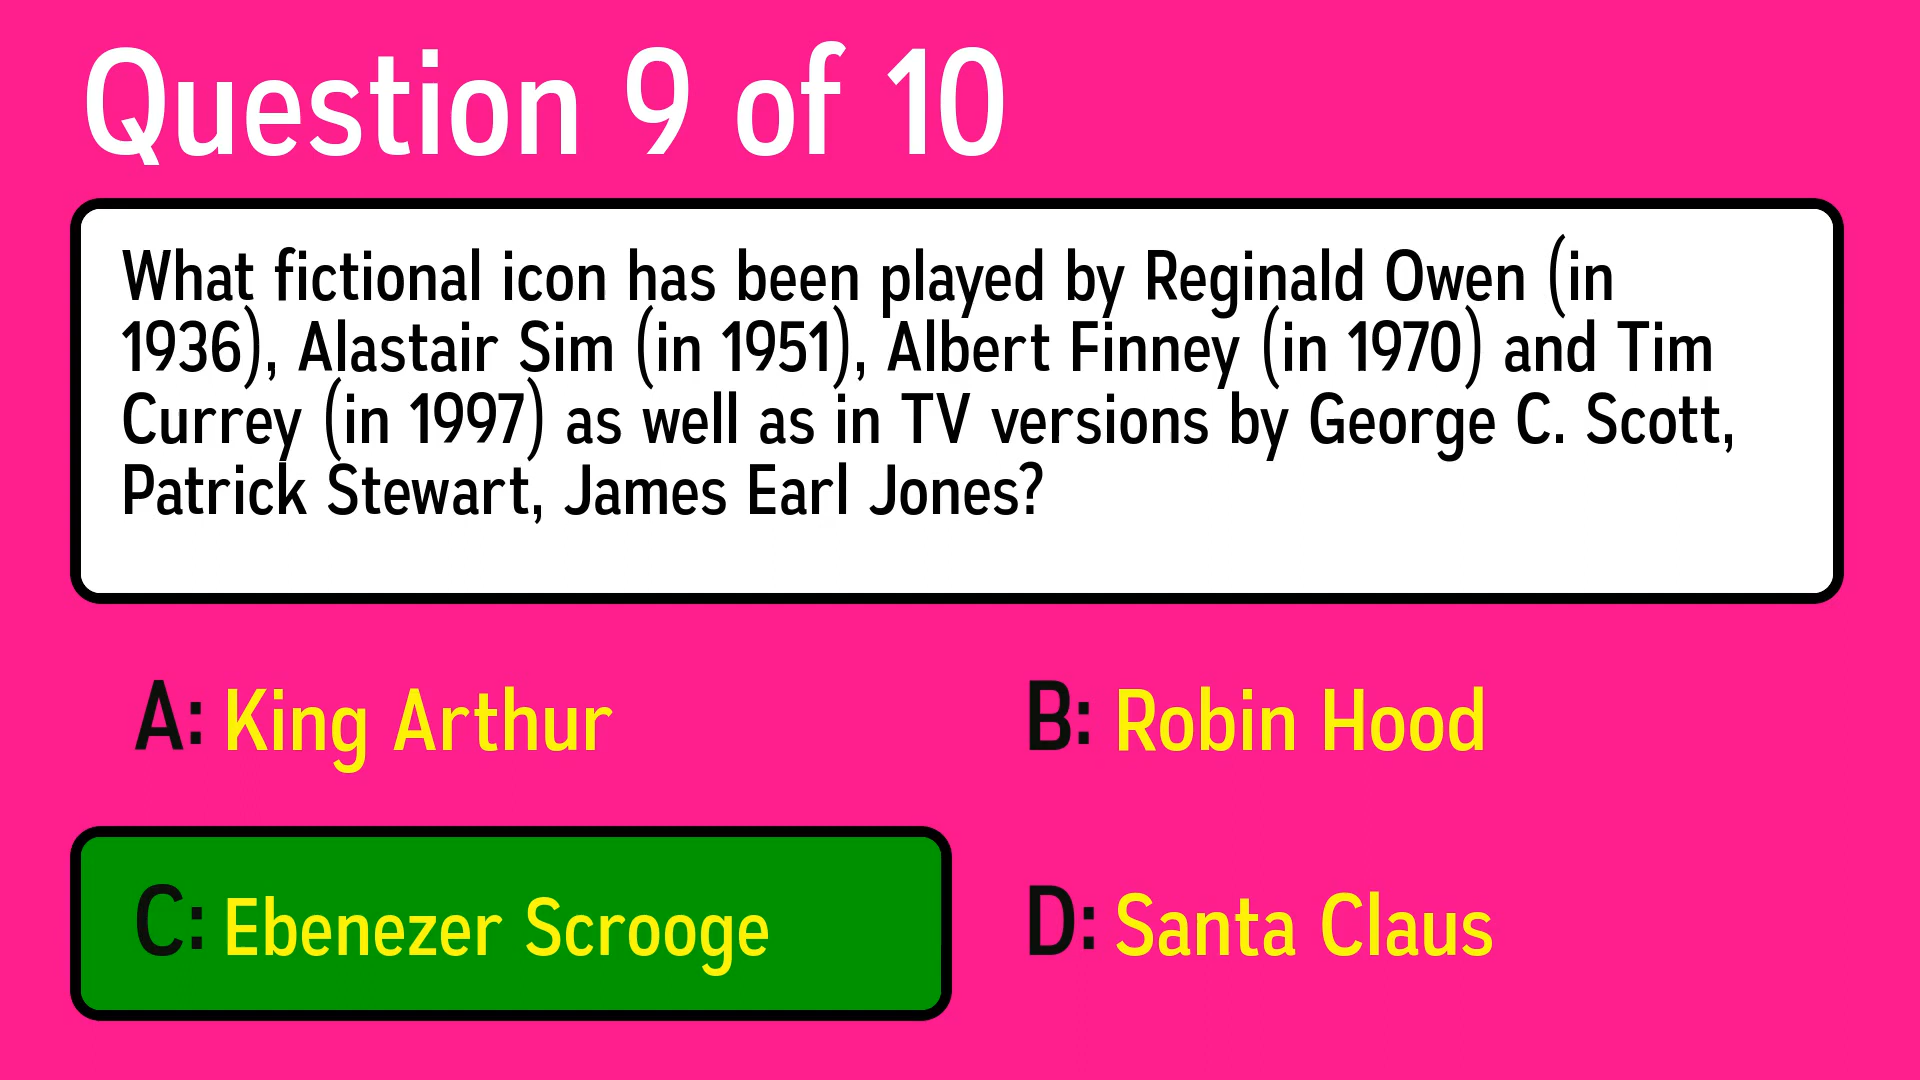 Question 9 of 10
What fictional icon has been played by Reginald Owen (in
1936), Alastair Sim (in 1951), Albert Finney (in 1970) and Tim
Currey (in 1997) as well as in TV versions by George C. Scott,
Patrick Stewart, James Earl Jones?
A: King Arthur
B: Robin Hood
C: Ebenezer Scrooge
D: Santa Claus